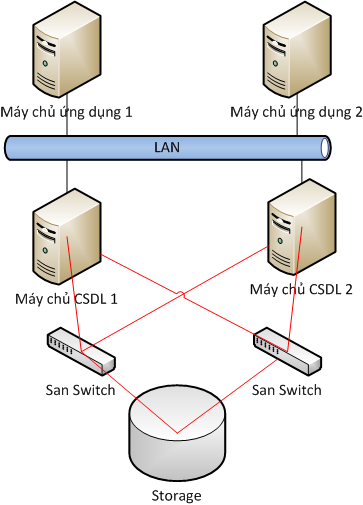 Máy chủ ứng dụng 1
Máy chủ ứng dụng 2
LAN
Máy chủ CSDL 1
Máy chủ CSDL 2
San Switch
San Switch
Storage